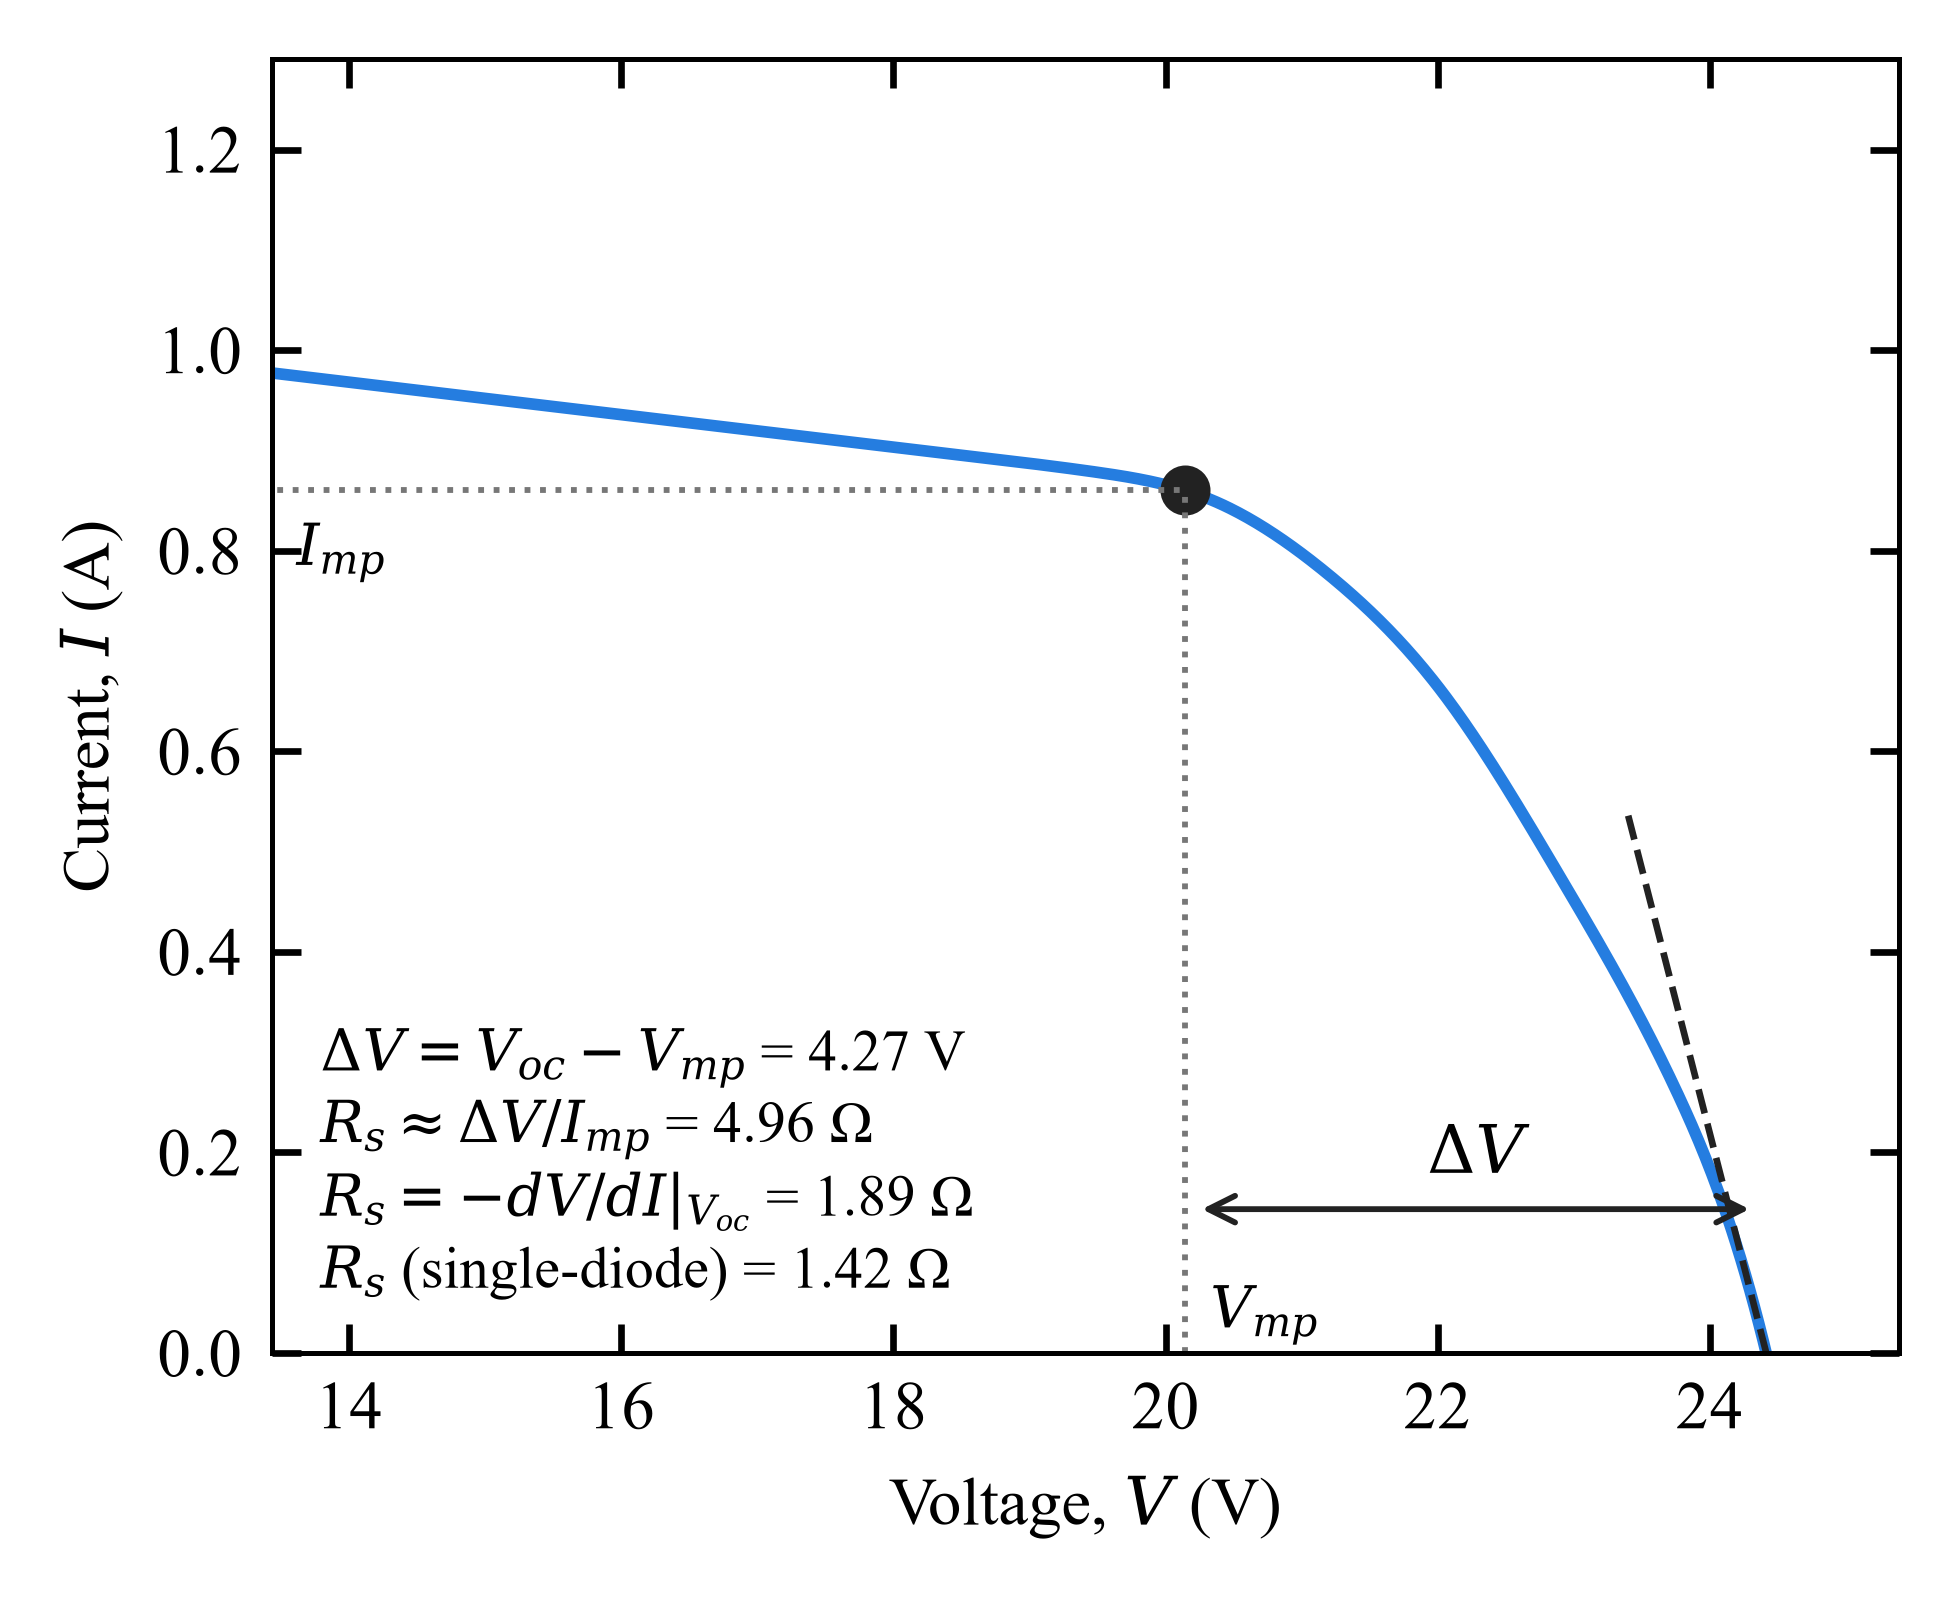 1.2
1.0
0.8
0.6
0.4
0.2
0.0
Current, I (A)
I_mp
ΔV = V_oc − V_mp = 4.27 V
R_s ≈ ΔV/I_mp = 4.96 Ω
R_s = −dV/dI|_{V_oc} = 1.89 Ω
R_s (single-diode) = 1.42 Ω
ΔV
V_mp
14 16 18 20 22 24
Voltage, V (V)